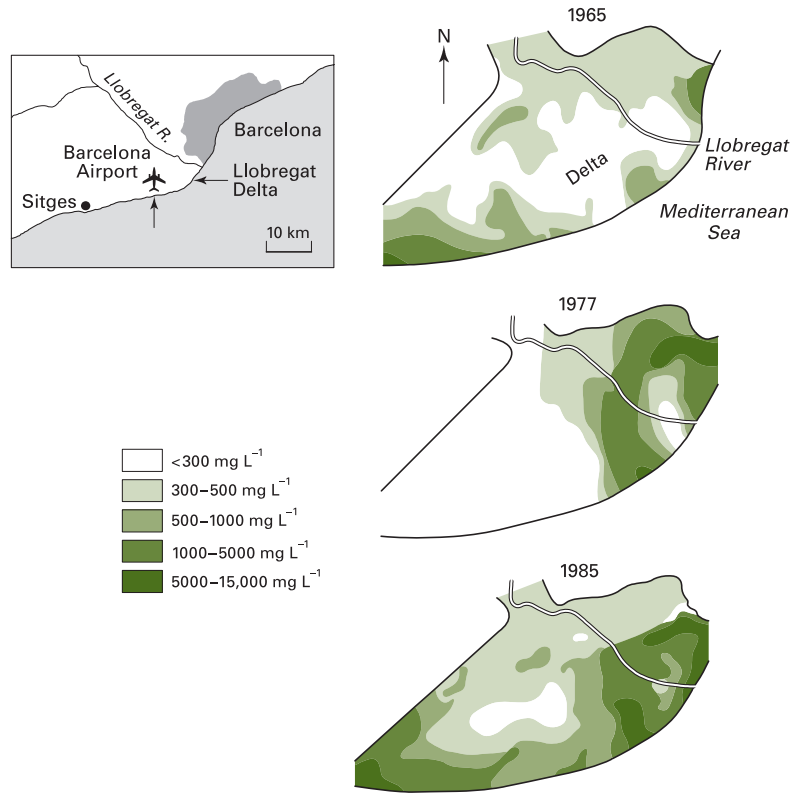 Llobregat R.
Barcelona
Barcelona
Airport
Llobregat
Delta
Sitges
10 km
N
1965
Delta
Llobregat
River
Mediterranean
Sea
1977
<300 mg L⁻¹
300–500 mg L⁻¹
500–1000 mg L⁻¹
1000–5000 mg L⁻¹
5000–15,000 mg L⁻¹
1985